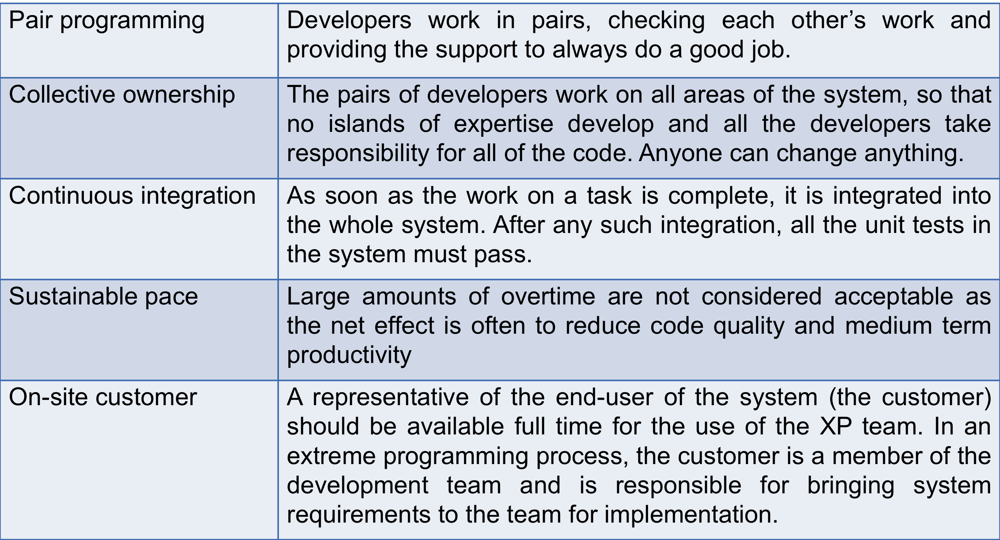 Pair programming
Developers work in pairs, checking each other’s work and
providing the support to always do a good job.
Collective ownership
The pairs of developers work on all areas of the system, so that
no islands of expertise develop and all the developers take
responsibility for all of the code. Anyone can change anything.
Continuous integration
As soon as the work on a task is complete, it is integrated into
the whole system. After any such integration, all the unit tests in
the system must pass.
Sustainable pace
Large amounts of overtime are not considered acceptable as
the net effect is often to reduce code quality and medium term
productivity
On-site customer
A representative of the end-user of the system (the customer)
should be available full time for the use of the XP team. In an
extreme programming process, the customer is a member of the
development team and is responsible for bringing system
requirements to the team for implementation.